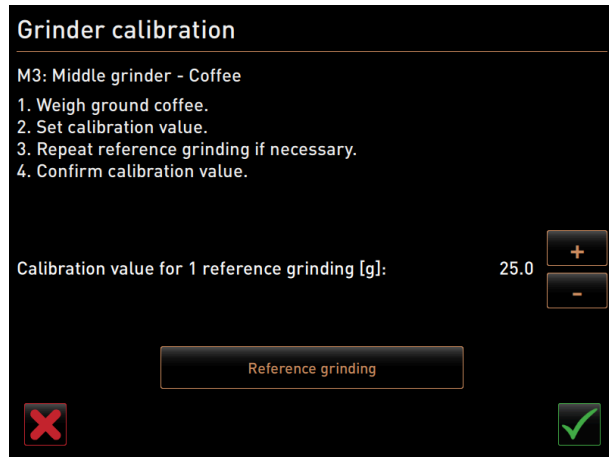 Grinder calibration
M3: Middle grinder - Coffee
1. Weigh ground coffee.
2. Set calibration value.
3. Repeat reference grinding if necessary.
4. Confirm calibration value.
+
Calibration value for 1 reference grinding [g]: 25.0
-
Reference grinding